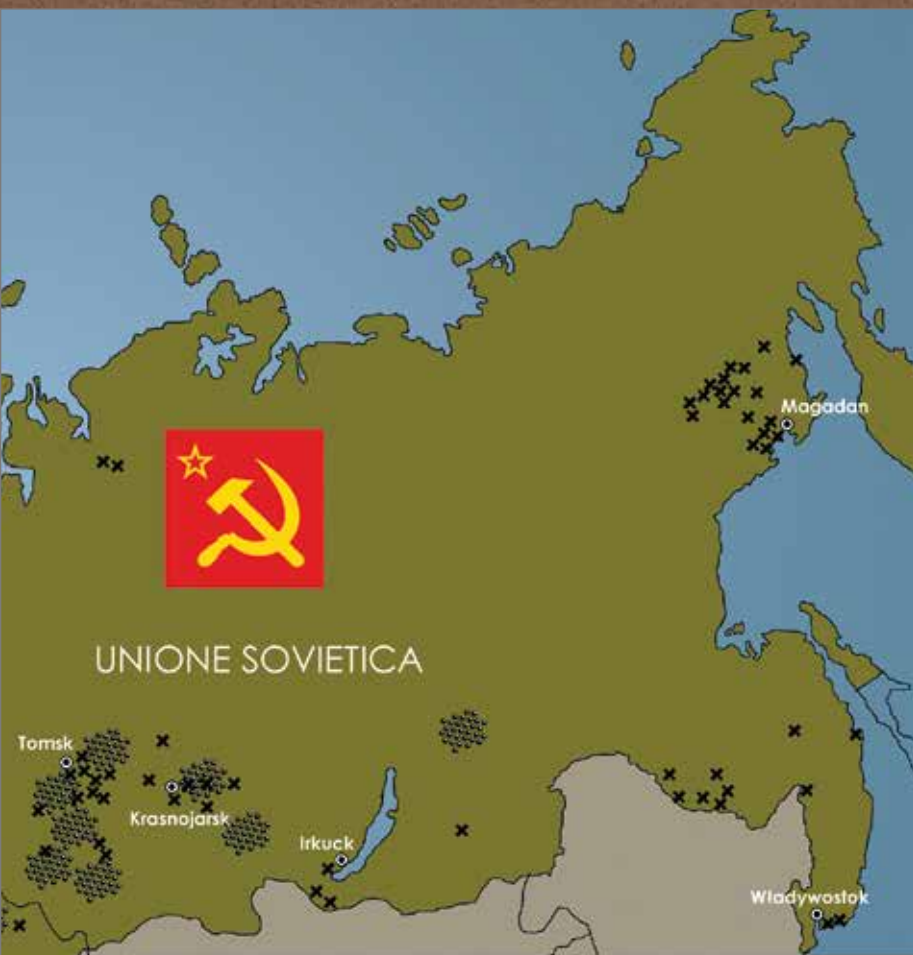 Magadan
UNIONE SOVIETICA
Tomsk
Krasnojarsk
Irkuck
Władywostok